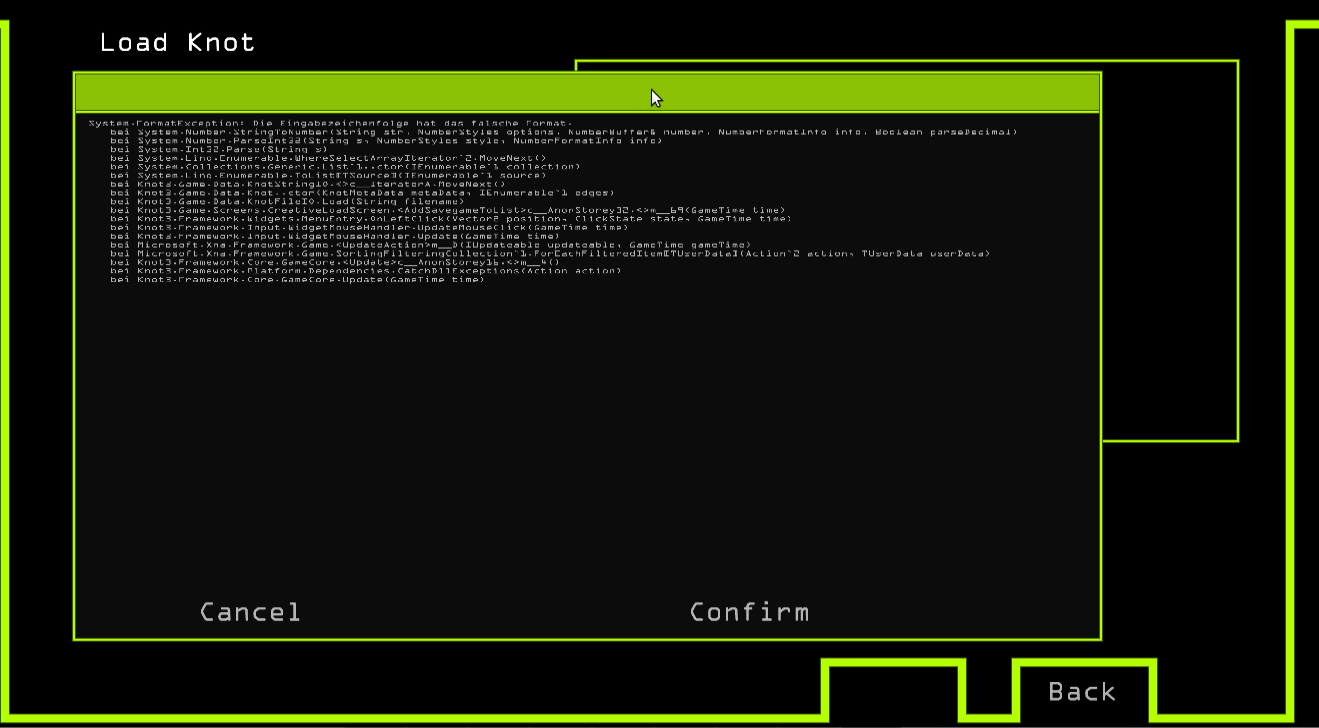 Load Knot
System.FormatException: Die Eingabezeichenfolge hat das falsche Format.
bei System.Number.StringToNumber(String str, NumberStyles options, NumberBuffer& number, NumberFormatInfo info, Boolean parseDecimal)
bei System.Number.ParseInt32(String s, NumberStyles style, NumberFormatInfo info)
bei System.Int32.Parse(String s)
bei System.Linq.Enumerable.WhereSelectArrayIterator`2.MoveNext()
bei System.Collections.Generic.List`1..ctor(IEnumerable`1 collection)
bei System.Linq.Enumerable.ToList[TSource](IEnumerable`1 source)
bei Knot3.Game.Data.KnotStringIO.<>c__IteratorA.MoveNext()
bei Knot3.Game.Data.Knot..ctor(KnotMetaData metaData, IEnumerable`1 edges)
bei Knot3.Game.Data.KnotFileIO.Load(String filename)
bei Knot3.Game.Screens.CreativeLoadScreen.<AddSavegameToList>c__AnonStorey32.<>m__69(GameTime time)
bei Knot3.Framework.Widgets.MenuEntry.OnLeftClick(Vector2 position, ClickState state, GameTime time)
bei Knot3.Framework.Input.WidgetMouseHandler.UpdateMouseClick(GameTime time)
bei Knot3.Framework.Input.WidgetMouseHandler.Update(GameTime time)
bei Microsoft.Xna.Framework.Game.<UpdateAction>m__D(IUpdateable updateable, GameTime gameTime)
bei Microsoft.Xna.Framework.Game.SortingFilteringCollection`1.ForEachFilteredItem[TUserData](Action`2 action, TUserData userData)
bei Knot3.Framework.Core.GameCore.<Update>c__AnonStorey16.<>m__4()
bei Knot3.Framework.Platform.Dependencies.CatchDllExceptions(Action action)
bei Knot3.Framework.Core.GameCore.Update(GameTime time)
Cancel
Confirm
Back